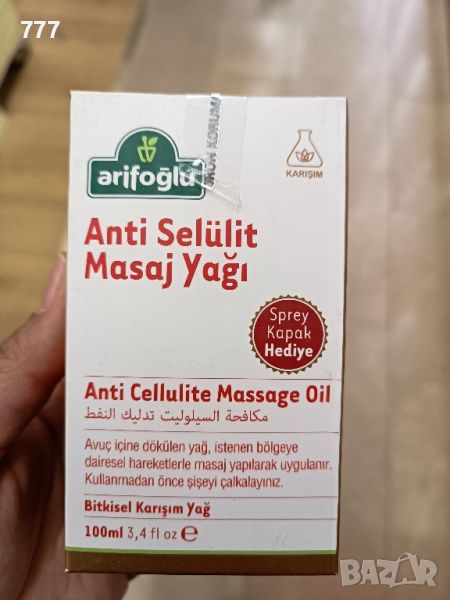 777
arifoğlu
KARIŞIM
Anti Selülit
Masaj Yağı
Sprey
Kapak
Hediye
Anti Cellulite Massage Oil
مكافحة السيلوليت تدليك النفط
Avuç içine dökülen yağ, istenen bölgeye
dairesel hareketlerle masaj yapılarak uygulanır.
Kullanmadan önce şişeyi çalkalayınız.
Bitkisel Karışım Yağ
100ml 3,4 fl oz ℮
BAZAR